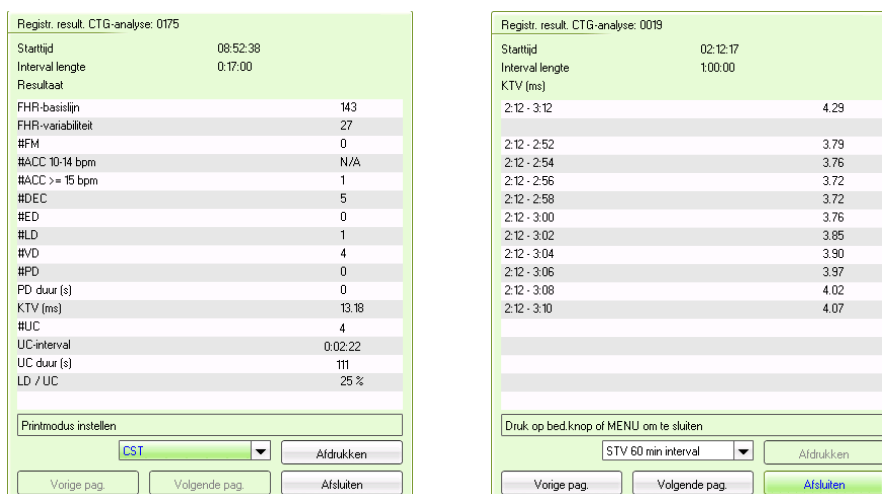 Registr. result. CTG-analyse: 0175
Starttijd 08:52:38
Interval lengte 0:17:00
Resultaat
FHR-basislijn 143
FHR-variabiliteit 27
#FM 0
#ACC 10-14 bpm N/A
#ACC >= 15 bpm 1
#DEC 5
#ED 0
#LD 1
#VD 4
#PD 0
PD duur (s) 0
KTV (ms) 13.18
#UC 4
UC-interval 0:02:22
UC duur (s) 111
LD / UC 25 %
Printmodus instellen
CST Afdrukken
Vorige pag. Volgende pag. Afsluiten
Registr. result. CTG-analyse: 0019
Starttijd 02:12:17
Interval lengte 1:00:00
KTV (ms)
2:12 - 3:12 4.29
2:12 - 2:52 3.79
2:12 - 2:54 3.76
2:12 - 2:56 3.72
2:12 - 2:58 3.72
2:12 - 3:00 3.76
2:12 - 3:02 3.85
2:12 - 3:04 3.90
2:12 - 3:06 3.97
2:12 - 3:08 4.02
2:12 - 3:10 4.07
Druk op bed.knop of MENU om te sluiten
STV 60 min interval Afdrukken
Vorige pag. Volgende pag. Afsluiten